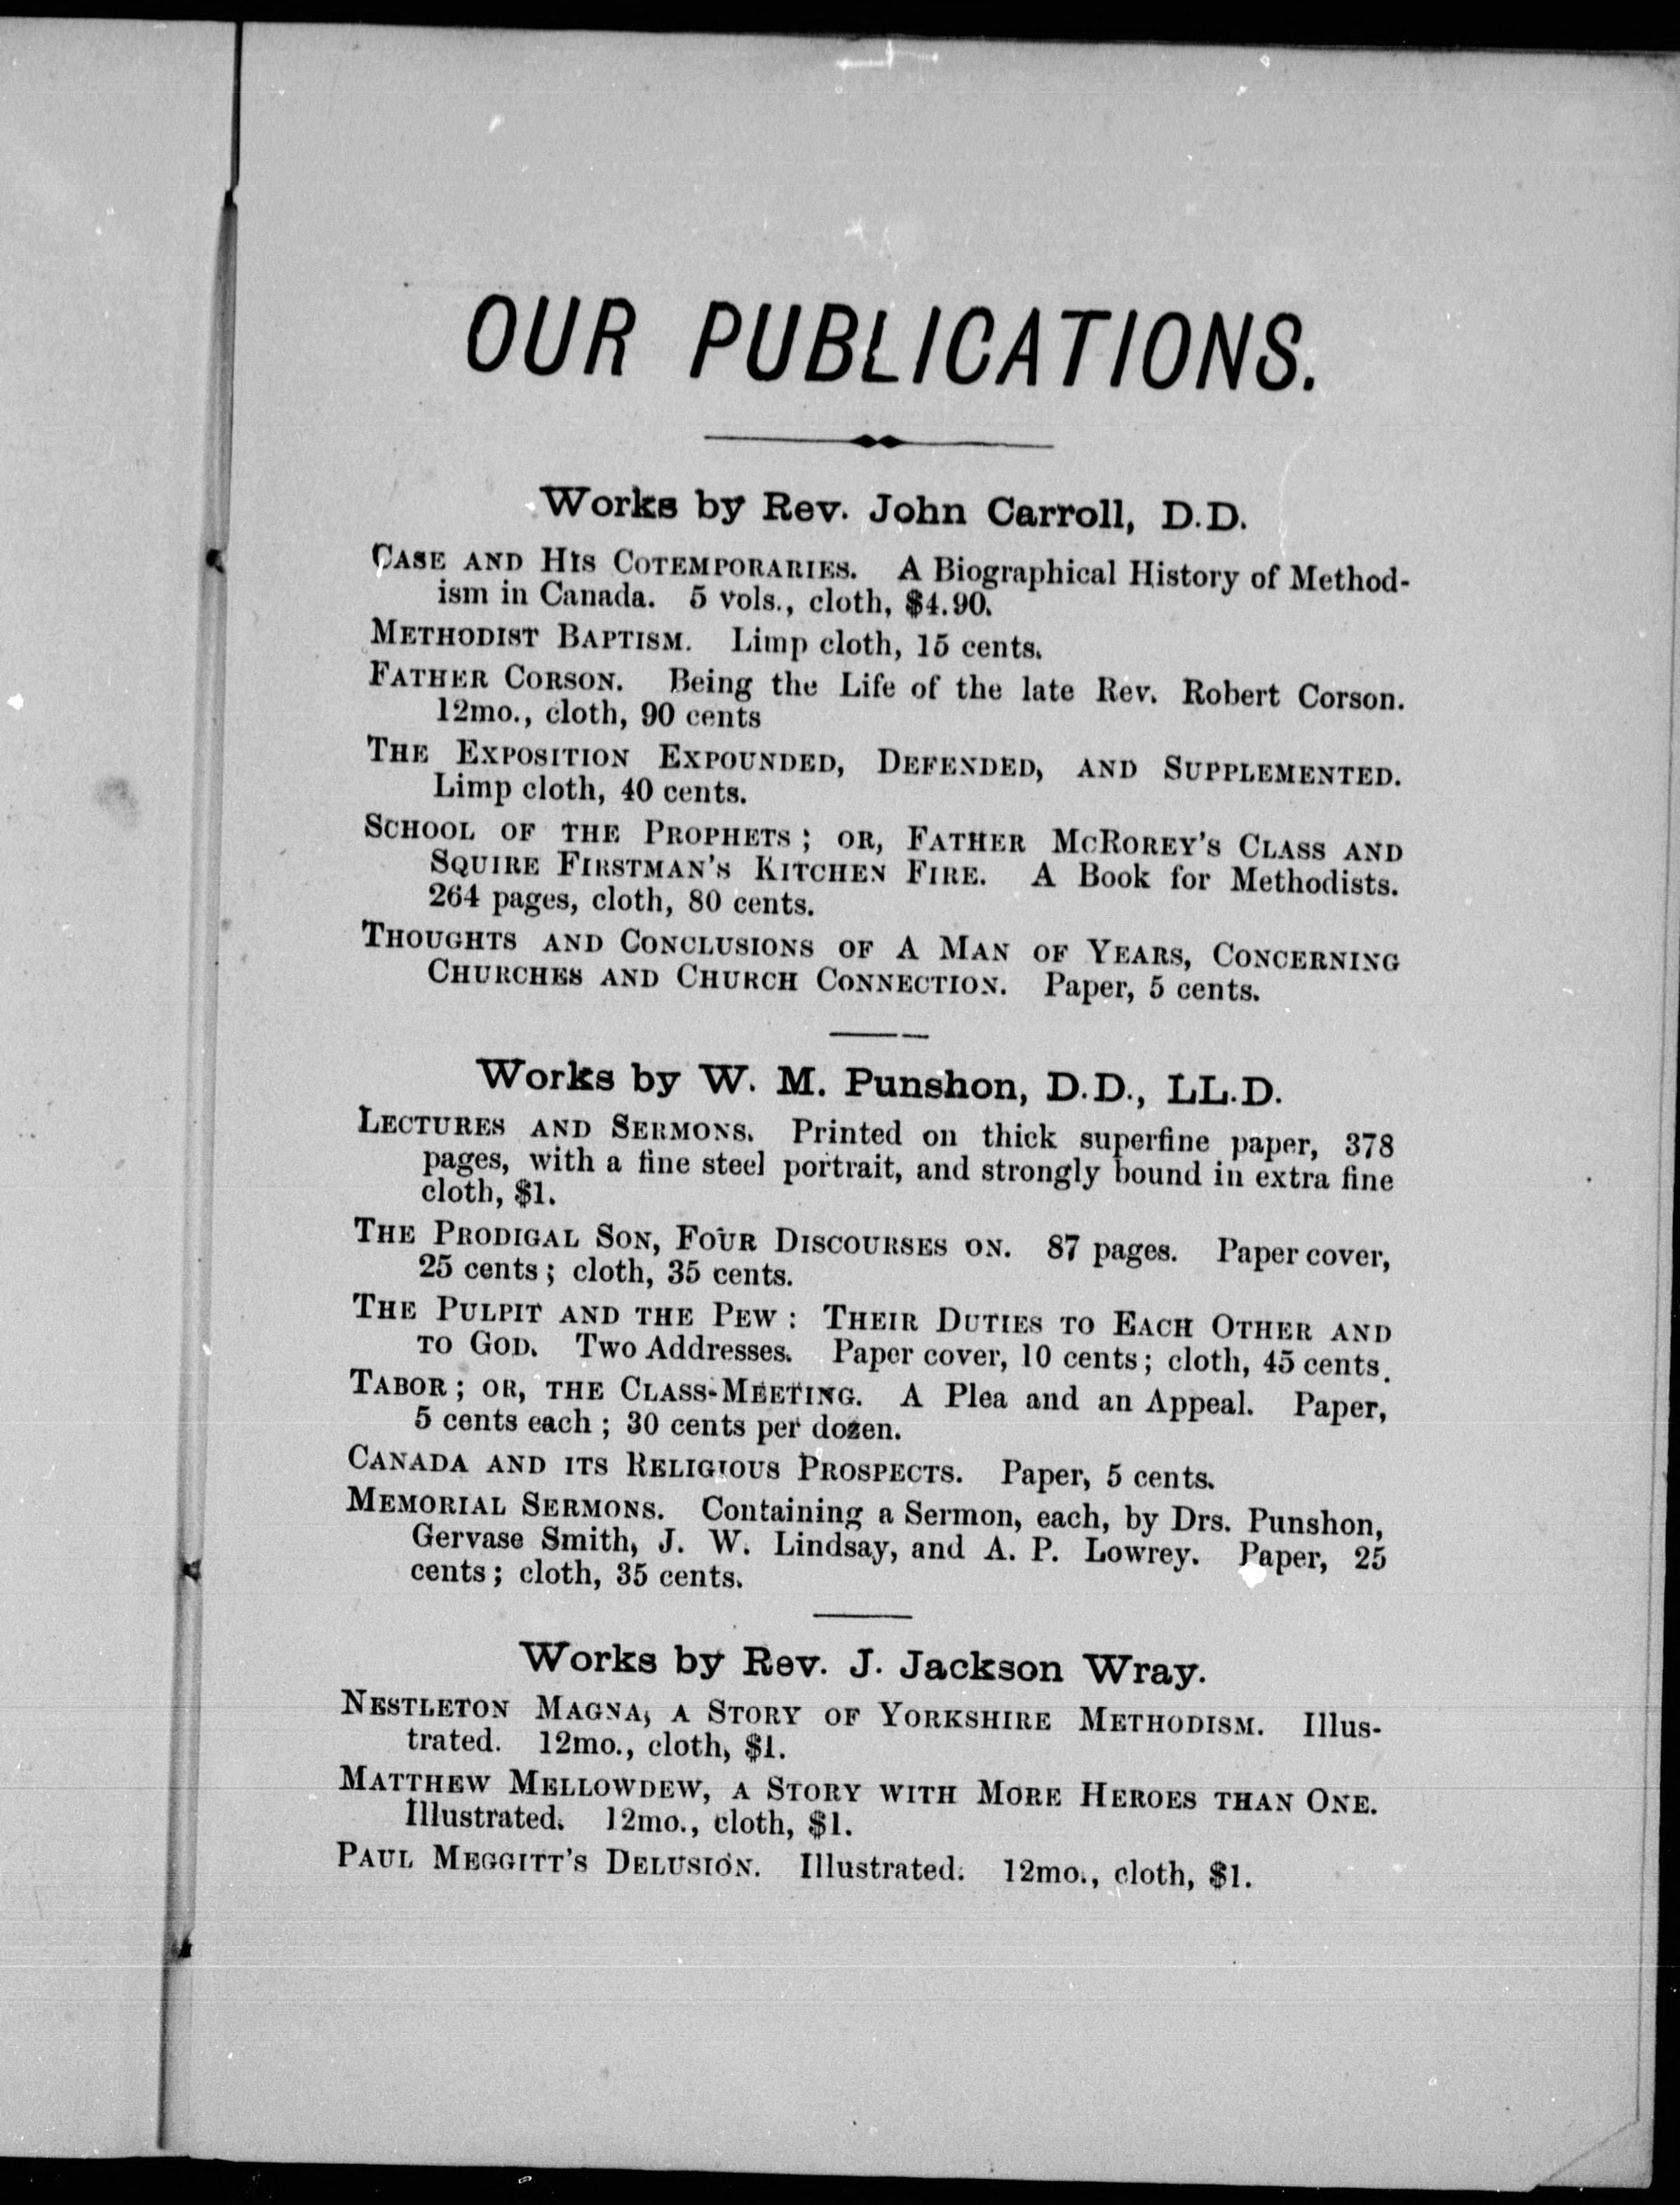 OUR PUBLICATIONS.
Works by Rev. John Carroll, D.D.
CASE AND HIS COTEMPORARIES. A Biographical History of Method-
ism in Canada. 5 vols., cloth, $4.90.
METHODIST BAPTISM. Limp cloth, 15 cents.
FATHER CORSON. Being the Life of the late Rev. Robert Corson.
12mo., cloth, 90 cents
THE EXPOSITION EXPOUNDED, DEFENDED, AND SUPPLEMENTED.
Limp cloth, 40 cents.
SCHOOL OF THE PROPHETS; OR, FATHER MCROREY'S CLASS AND
SQUIRE FIRSTMAN'S KITCHEN FIRE. A Book for Methodists.
264 pages, cloth, 80 cents.
THOUGHTS AND CONCLUSIONS OF A MAN OF YEARS, CONCERNING
CHURCHES AND CHURCH CONNECTION. Paper, 5 cents.
Works by W. M. Punshon, D.D., LL.D.
LECTURES AND SERMONS. Printed on thick superfine paper, 378
pages, with a fine steel portrait, and strongly bound in extra fine
cloth, $1.
THE PRODIGAL SON, FOUR DISCOURSES ON. 87 pages. Paper cover,
25 cents; cloth, 35 cents.
THE PULPIT AND THE PEW: THEIR DUTIES TO EACH OTHER AND
TO GOD. Two Addresses. Paper cover, 10 cents; cloth, 45 cents.
TABOR; OR, THE CLASS-MEETING. A Plea and an Appeal. Paper,
5 cents each; 30 cents per dozen.
CANADA AND ITS RELIGIOUS PROSPECTS. Paper, 5 cents.
MEMORIAL SERMONS. Containing a Sermon, each, by Drs. Punshon,
Gervase Smith, J. W. Lindsay, and A. P. Lowrey. Paper, 25
cents; cloth, 35 cents.
Works by Rev. J. Jackson Wray.
NESTLETON MAGNA, A STORY OF YORKSHIRE METHODISM. Illus-
trated. 12mo., cloth, $1.
MATTHEW MELLOWDEW, A STORY WITH MORE HEROES THAN ONE.
Illustrated. 12mo., cloth, $1.
PAUL MEGGITT'S DELUSION. Illustrated. 12mo., cloth, $1.